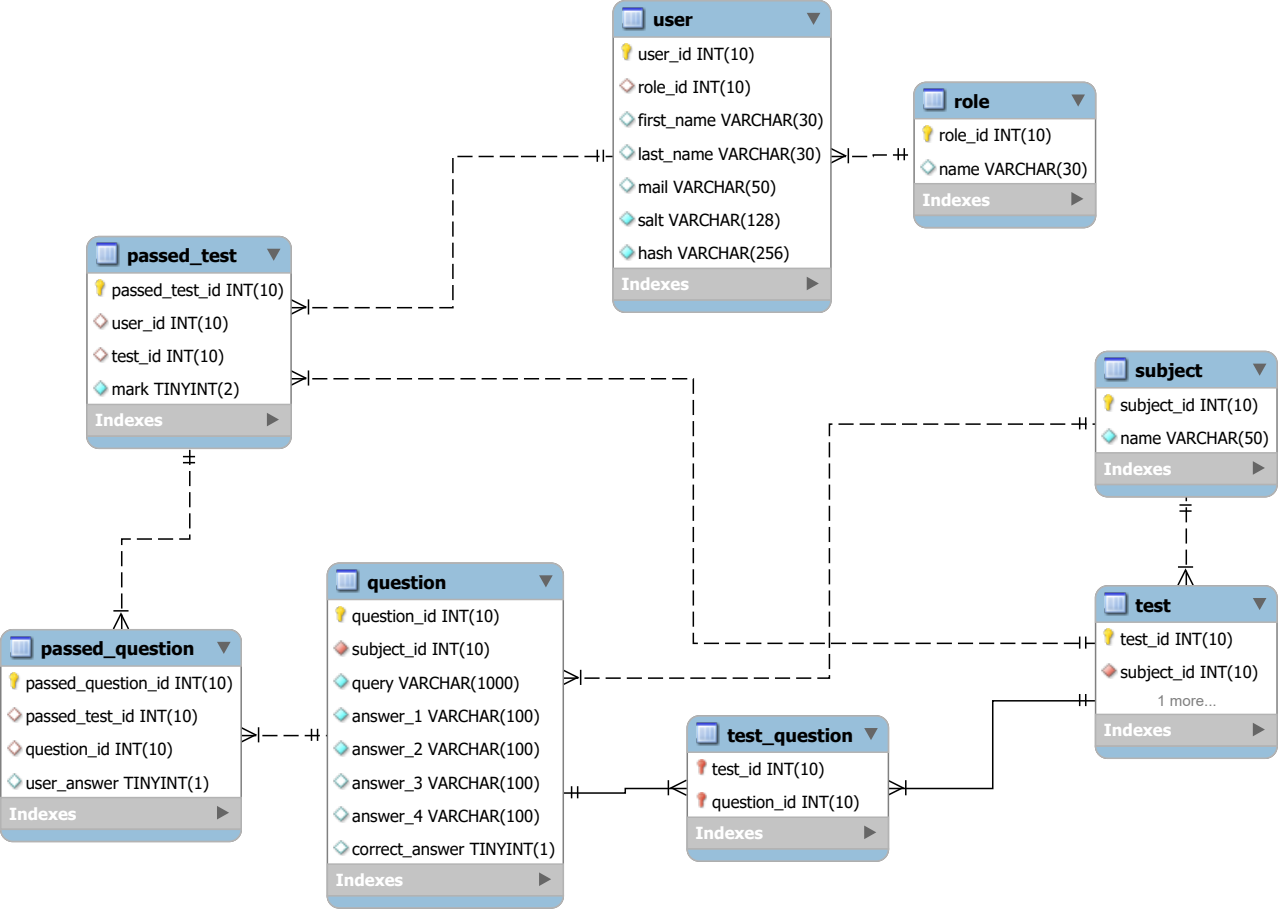 user
user_id INT(10)
role_id INT(10)
first_name VARCHAR(30)
last_name VARCHAR(30)
mail VARCHAR(50)
salt VARCHAR(128)
hash VARCHAR(256)
Indexes
role
role_id INT(10)
name VARCHAR(30)
Indexes
passed_test
passed_test_id INT(10)
user_id INT(10)
test_id INT(10)
mark TINYINT(2)
Indexes
subject
subject_id INT(10)
name VARCHAR(50)
Indexes
question
question_id INT(10)
subject_id INT(10)
query VARCHAR(1000)
answer_1 VARCHAR(100)
answer_2 VARCHAR(100)
answer_3 VARCHAR(100)
answer_4 VARCHAR(100)
correct_answer TINYINT(1)
Indexes
test
test_id INT(10)
subject_id INT(10)
1 more...
Indexes
passed_question
passed_question_id INT(10)
passed_test_id INT(10)
question_id INT(10)
user_answer TINYINT(1)
Indexes
test_question
test_id INT(10)
question_id INT(10)
Indexes